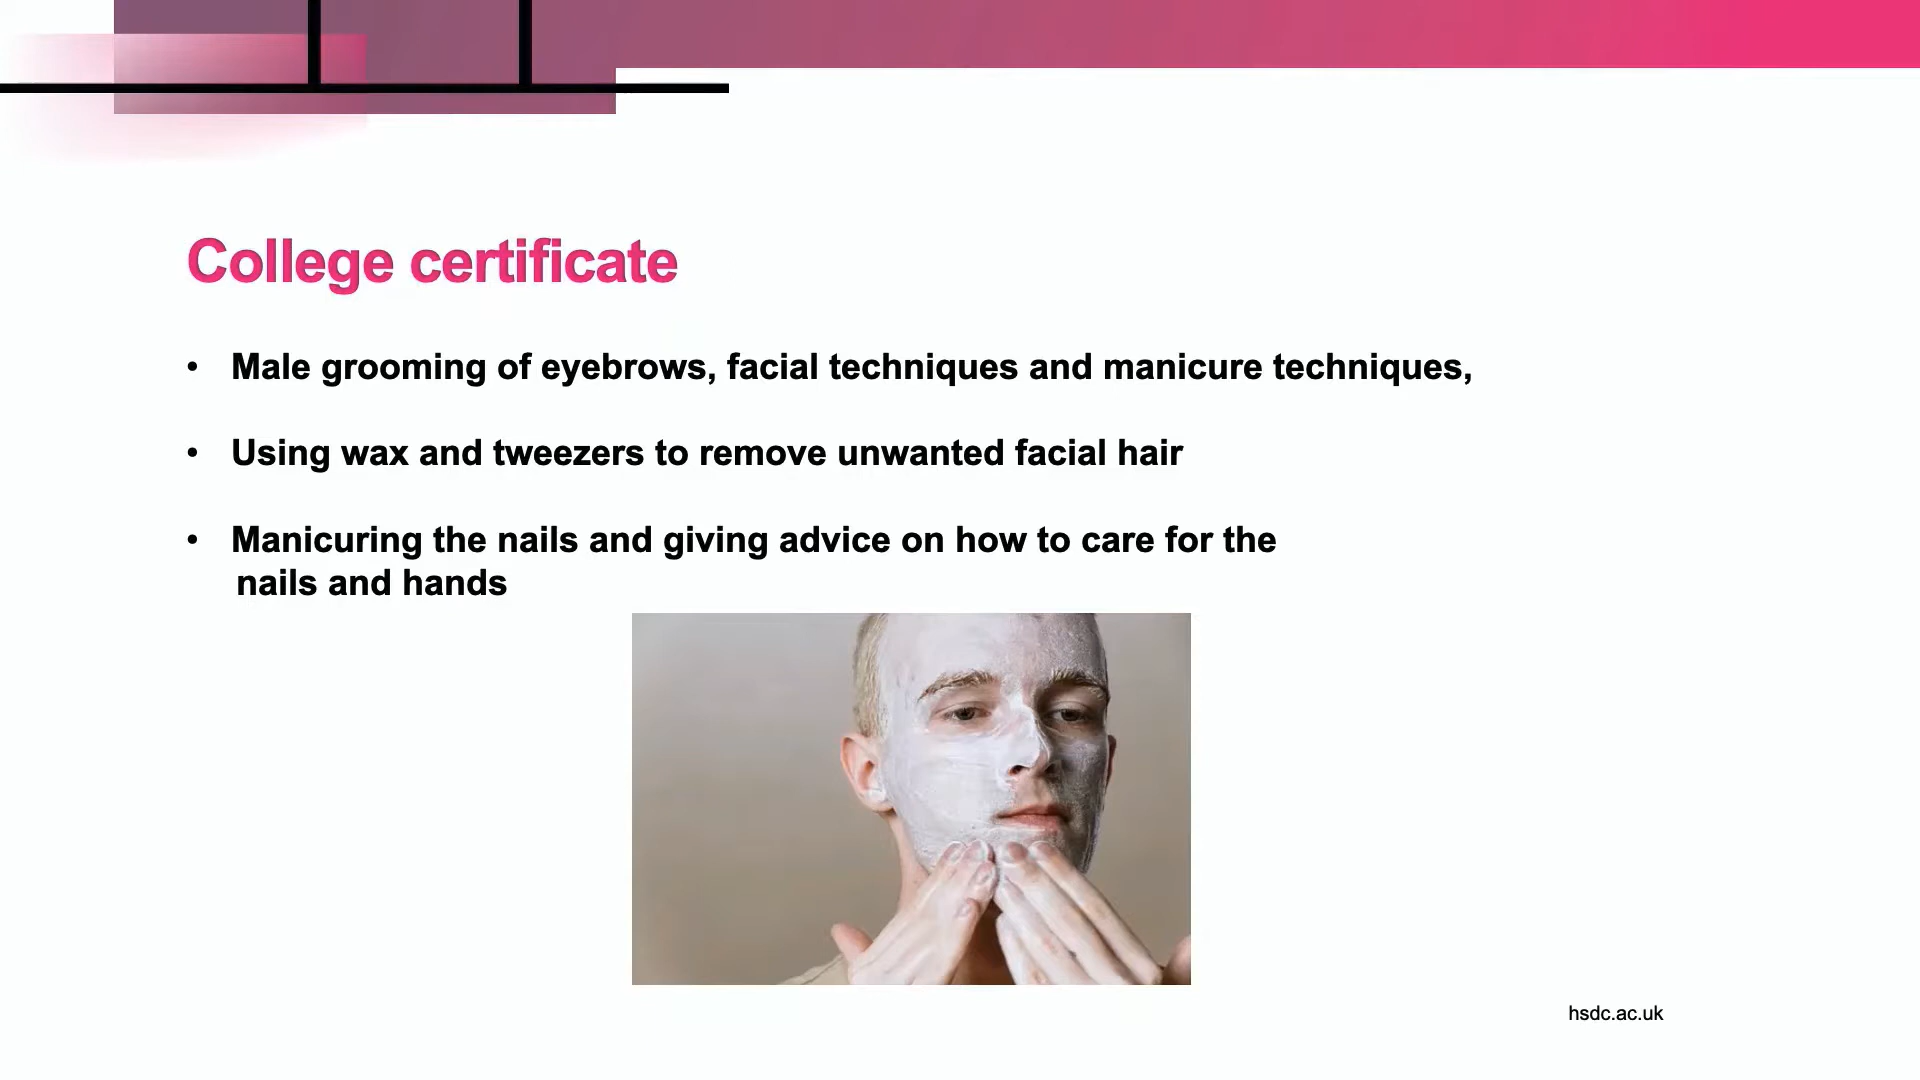 College certificate
• Male grooming of eyebrows, facial techniques and manicure techniques,
• Using wax and tweezers to remove unwanted facial hair
• Manicuring the nails and giving advice on how to care for the
nails and hands
hsdc.ac.uk